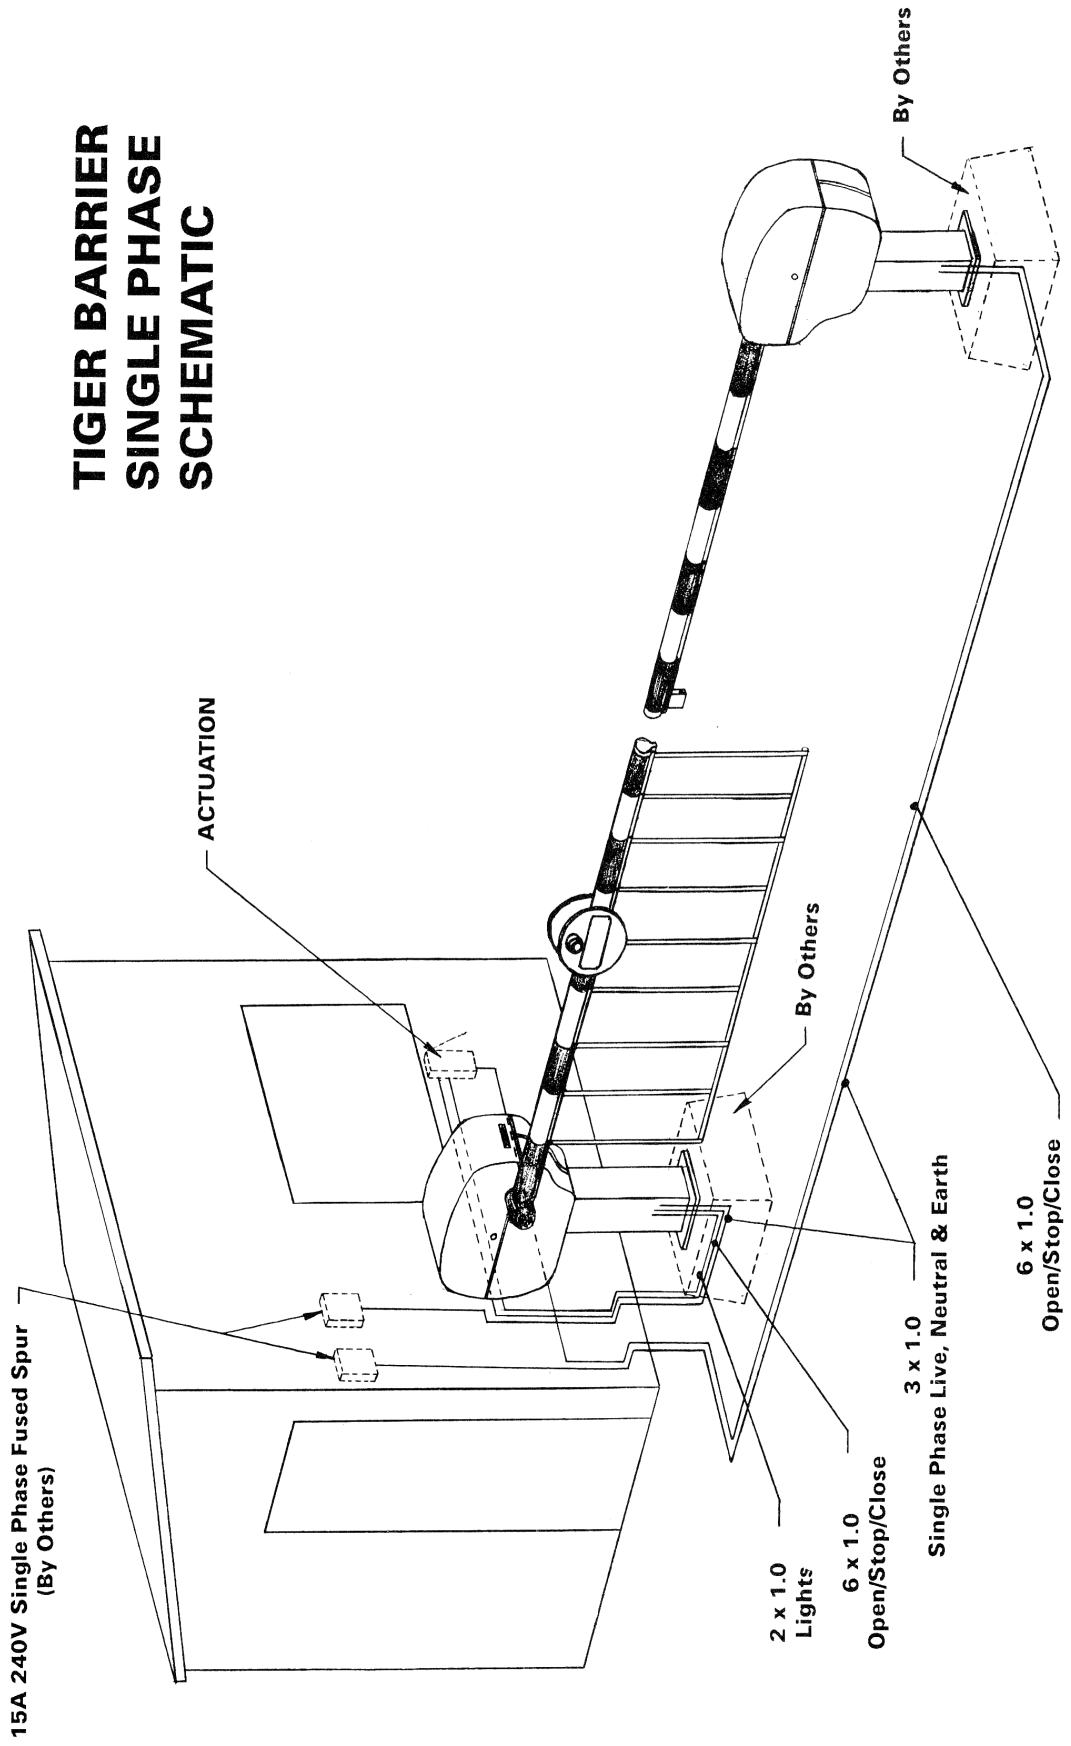 TIGER BARRIER
SINGLE PHASE
SCHEMATIC
15A 240V Single Phase Fused Spur
(By Others)
ACTUATION
By Others
By Others
2 x 1.0
Lights
6 x 1.0
Open/Stop/Close
3 x 1.0
Single Phase Live, Neutral & Earth
6 x 1.0
Open/Stop/Close